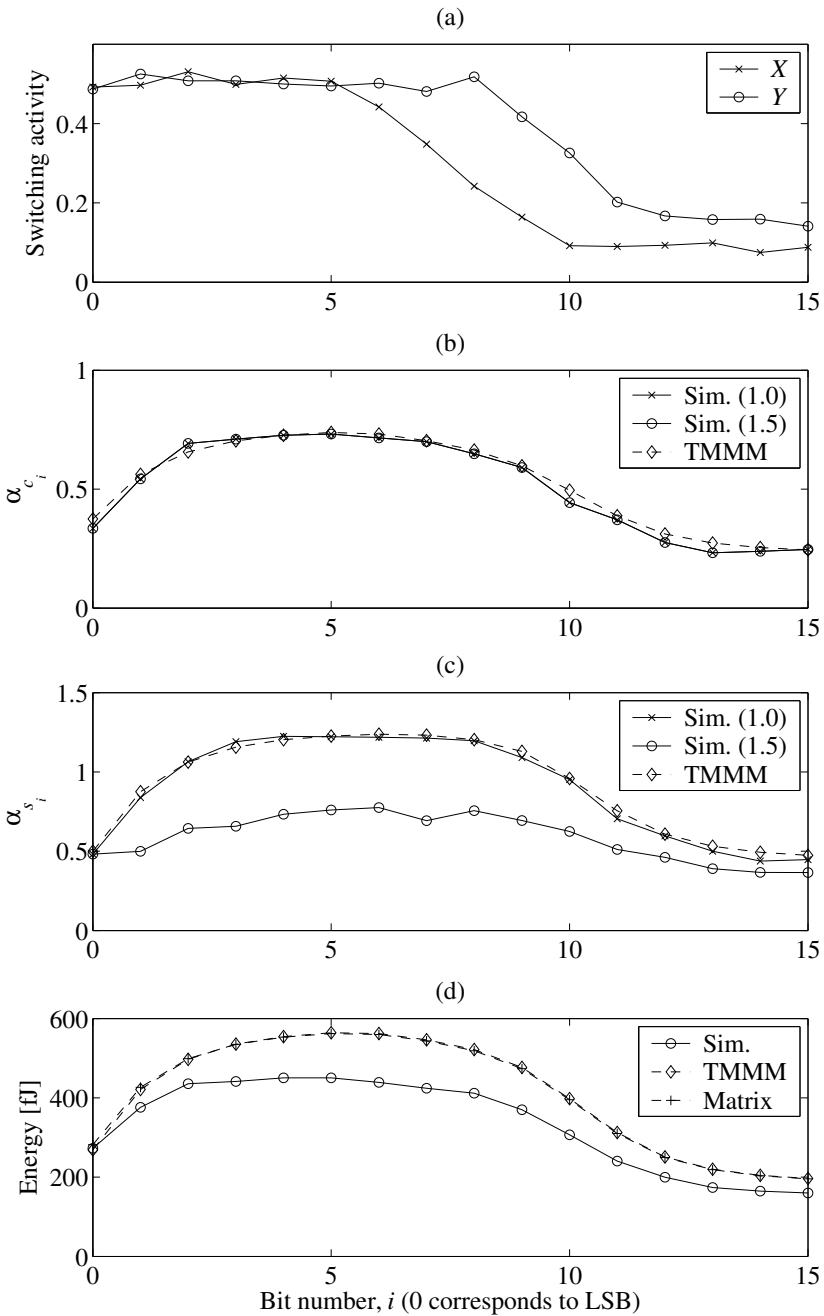 (a)
Switching activity
0.4
0.2
0
X
Y
0 5 10 15
(b)
α_{c_i}
1
0.5
0
Sim. (1.0)
Sim. (1.5)
TMMM
0 5 10 15
(c)
α_{s_i}
1.5
1
0.5
0
Sim. (1.0)
Sim. (1.5)
TMMM
0 5 10 15
(d)
Energy [fJ]
600
400
200
0
Sim.
TMMM
Matrix
0 5 10 15
Bit number, i (0 corresponds to LSB)